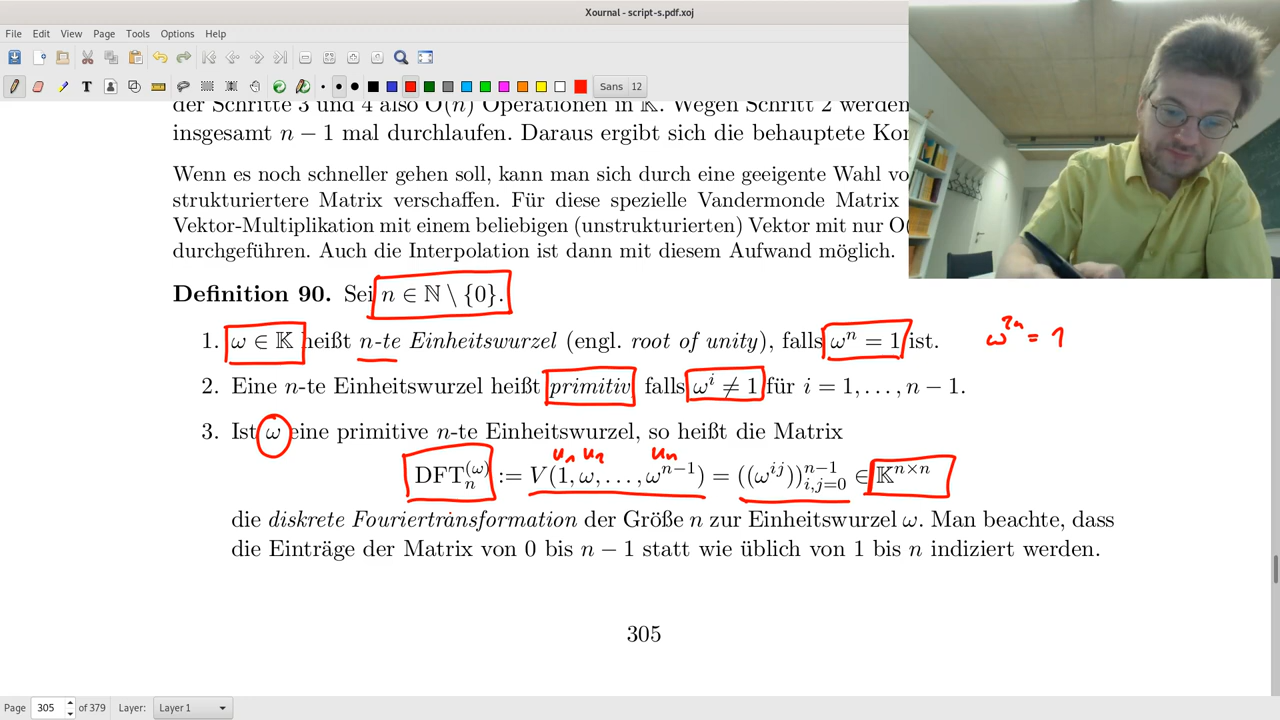 Xournal - script-s.pdf.xoj
File Edit View Page Tools Options Help
T Sans 12
der Schritte 3 und 4 also O(n) Operationen in 𝕂. Wegen Schritt 2 werden
insgesamt n − 1 mal durchlaufen. Daraus ergibt sich die behauptete
Wenn es noch schneller gehen soll, kann man sich durch eine geeigente Wahl
strukturiertere Matrix verschaffen. Für diese spezielle Vandermonde Matrix
Vektor-Multiplikation mit einem beliebigen (unstrukturierten) Vektor mit nur
durchgeführen. Auch die Interpolation ist dann mit diesem Aufwand möglich.
Definition 90. Sei n ∈ ℕ \ {0}.
1. ω ∈ 𝕂 heißt n-te Einheitswurzel (engl. root of unity), falls ωⁿ = 1 ist. ω²ⁿ = 1
2. Eine n-te Einheitswurzel heißt primitiv, falls ωⁱ ≠ 1 für i = 1, . . . , n − 1.
3. Ist ω eine primitive n-te Einheitswurzel, so heißt die Matrix
u₁ u₂ uₙ
DFTₙ^(ω) := V(1, ω, . . . , ωⁿ⁻¹) = ((ω^{ij}))_{i,j=0}^{n−1} ∈ 𝕂^{n×n}
die diskrete Fouriertransformation der Größe n zur Einheitswurzel ω. Man beachte, dass
die Einträge der Matrix von 0 bis n − 1 statt wie üblich von 1 bis n indiziert werden.
305
Page 305 of 379 Layer: Layer 1